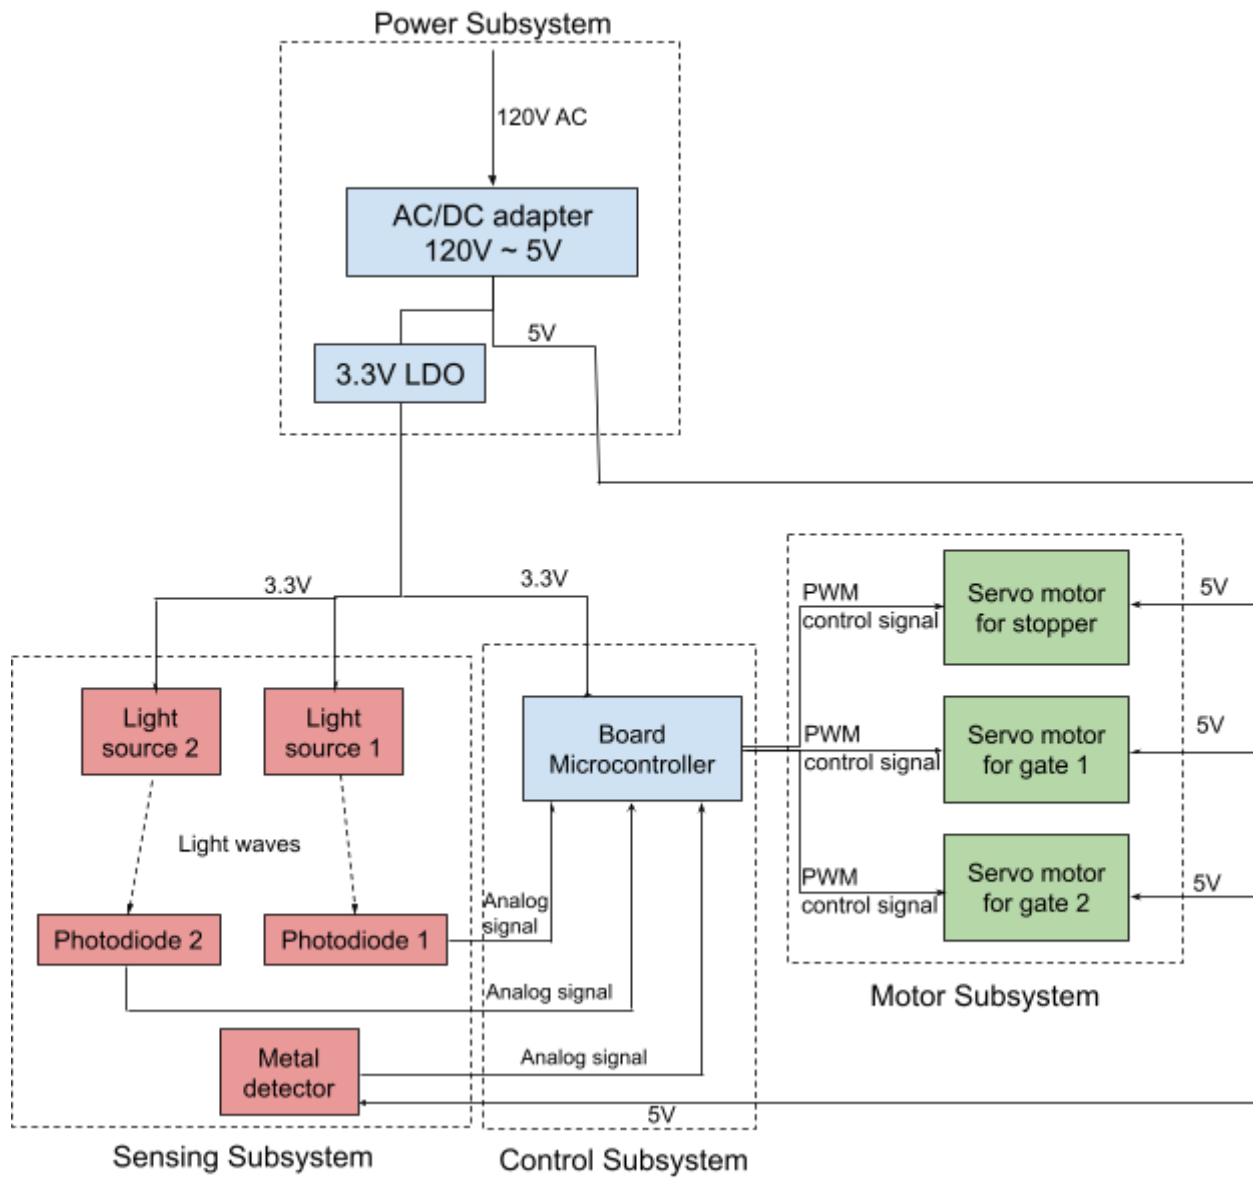 Power Subsystem
120V AC
AC/DC adapter
120V ~ 5V
5V
3.3V LDO
3.3V
3.3V
PWM
control signal
Servo motor
for stopper
5V
Light
source 2
Light
source 1
Board
Microcontroller
PWM
control signal
Servo motor
for gate 1
5V
Light waves
PWM
control signal
Servo motor
for gate 2
5V
Photodiode 2
Photodiode 1
Analog
signal
Analog signal
Motor Subsystem
Metal
detector
Analog signal
5V
Sensing Subsystem
Control Subsystem